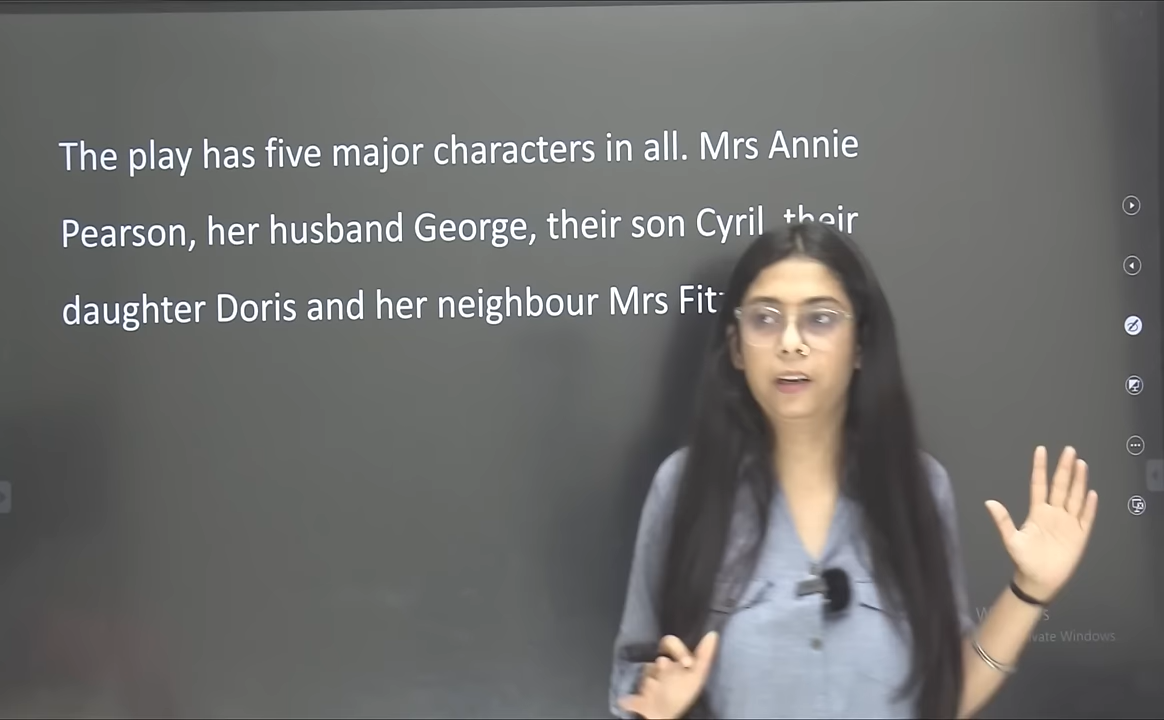 The play has five major characters in all. Mrs Annie
Pearson, her husband George, their son Cyril, their
daughter Doris and her neighbour Mrs